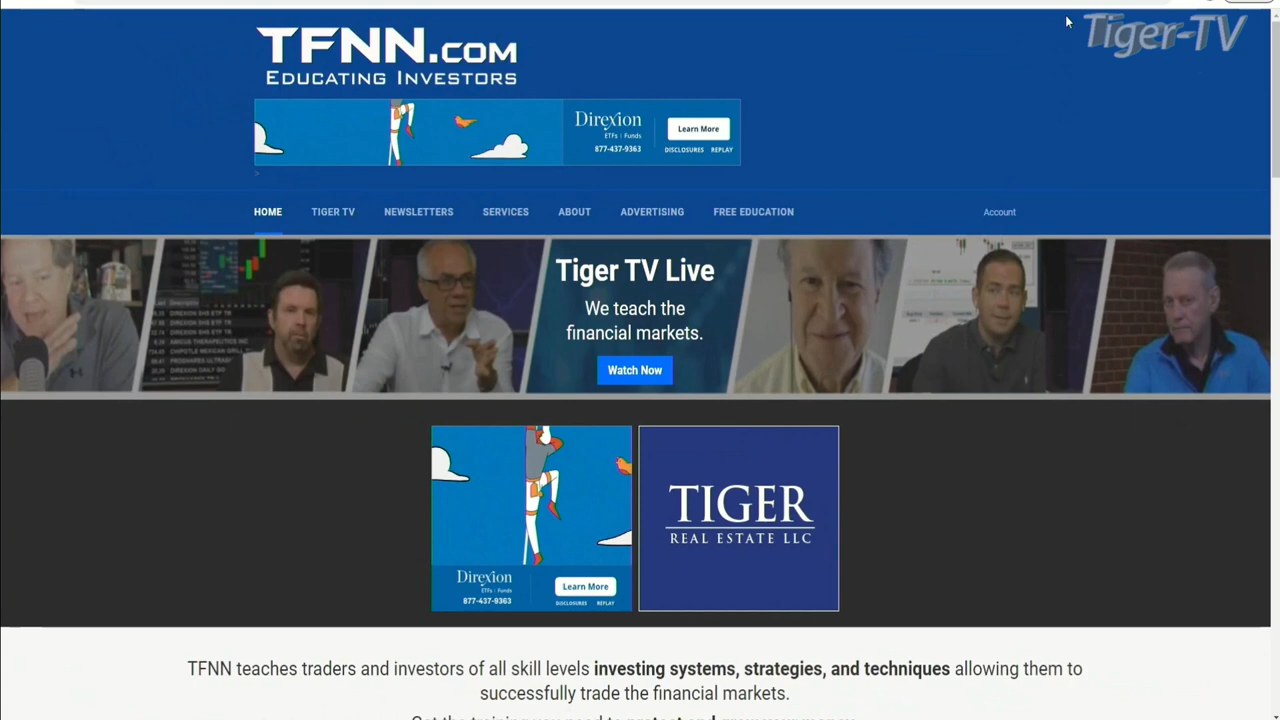 Tiger-TV
TFNN.COM
EDUCATING INVESTORS
Direxion
ETFs | Funds
877-437-9363
Learn More
DISCLOSURES REPLAY
>
HOME TIGER TV NEWSLETTERS SERVICES ABOUT ADVERTISING FREE EDUCATION Account
Tiger TV Live
We teach the
financial markets.
Watch Now
Direxion
ETFs | Funds
877-437-9363
Learn More
DISCLOSURES REPLAY
TIGER
REAL ESTATE LLC
TFNN teaches traders and investors of all skill levels investing systems, strategies, and techniques allowing them to
successfully trade the financial markets.